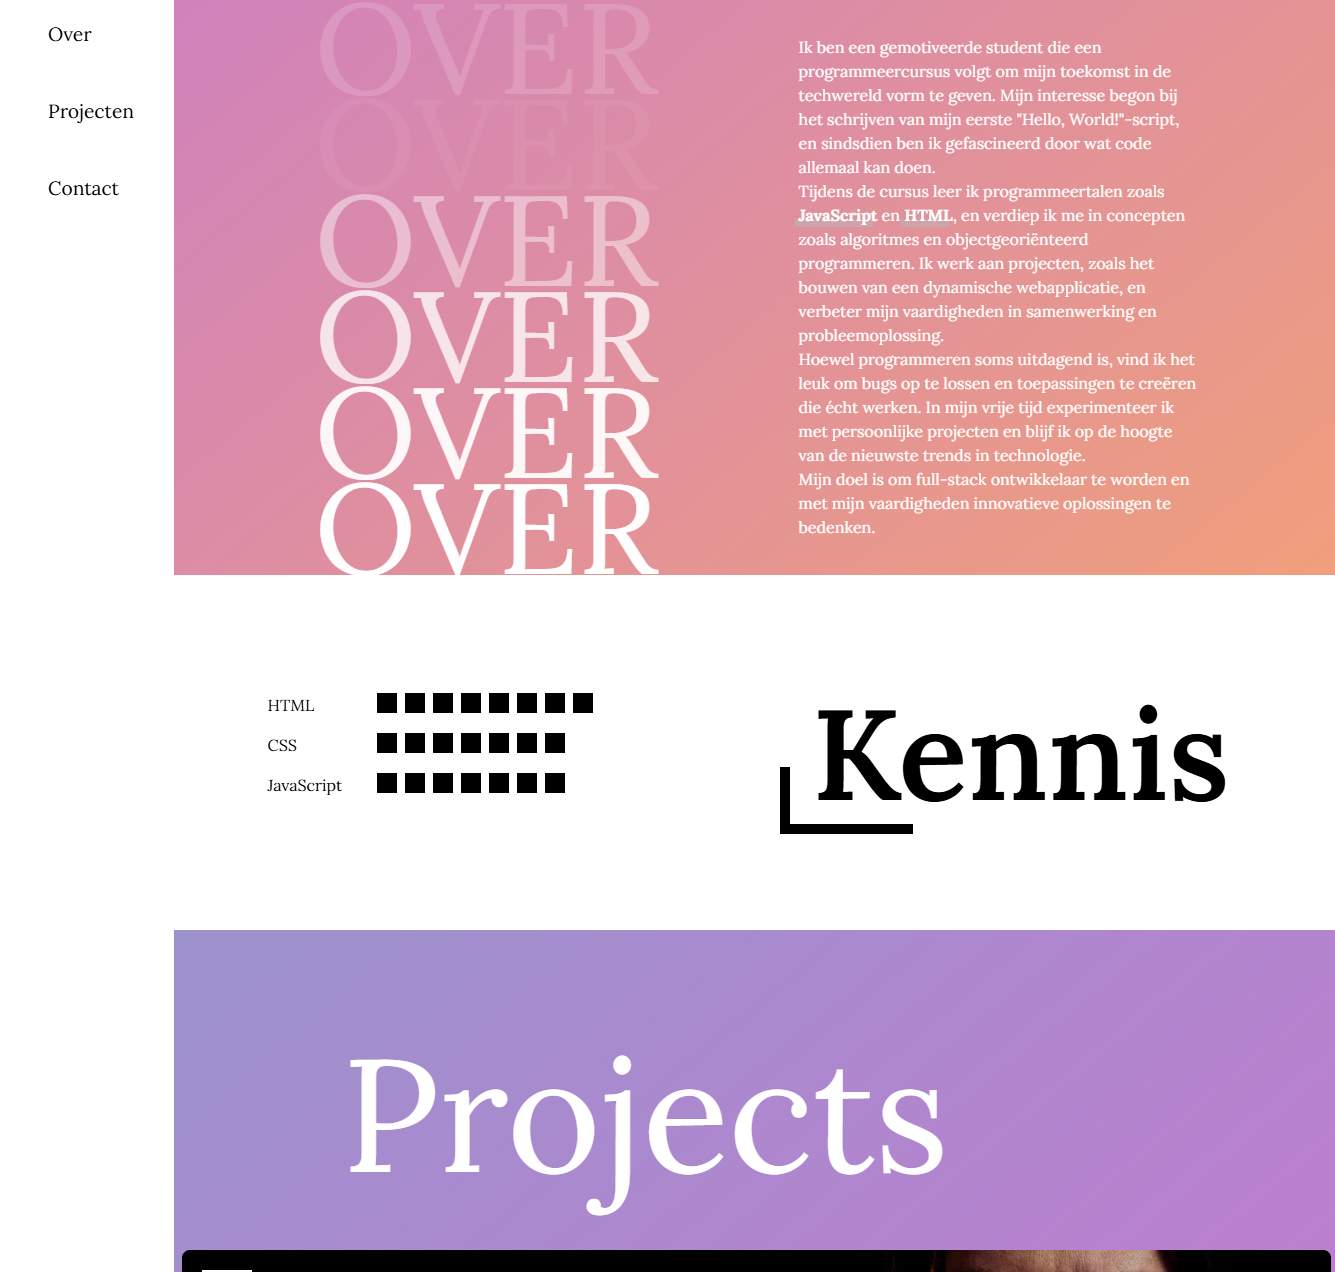 Over
Projecten
Contact
OVER
OVER
OVER
OVER
OVER
OVER
Ik ben een gemotiveerde student die een
programmeercursus volgt om mijn toekomst in de
techwereld vorm te geven. Mijn interesse begon bij
het schrijven van mijn eerste "Hello, World!"-script,
en sindsdien ben ik gefascineerd door wat code
allemaal kan doen.
Tijdens de cursus leer ik programmeertalen zoals
JavaScript en HTML, en verdiep ik me in concepten
zoals algoritmes en objectgeoriënteerd
programmeren. Ik werk aan projecten, zoals het
bouwen van een dynamische webapplicatie, en
verbeter mijn vaardigheden in samenwerking en
probleemoplossing.
Hoewel programmeren soms uitdagend is, vind ik het
leuk om bugs op te lossen en toepassingen te creëren
die écht werken. In mijn vrije tijd experimenteer ik
met persoonlijke projecten en blijf ik op de hoogte
van de nieuwste trends in technologie.
Mijn doel is om full-stack ontwikkelaar te worden en
met mijn vaardigheden innovatieve oplossingen te
bedenken.
HTML
CSS
JavaScript
Kennis
Projects